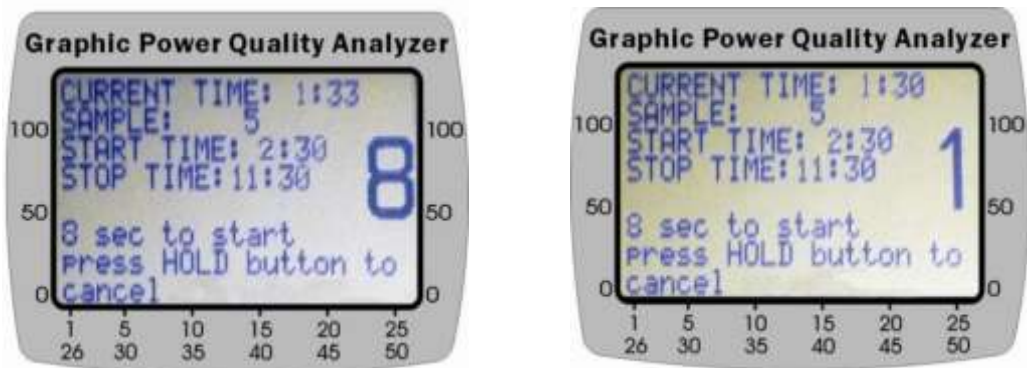 Graphic Power Quality Analyzer
CURRENT TIME: 1:33
SAMPLE: 5
START TIME: 2:30
STOP TIME:11:30
8
8 sec to start
press HOLD button to
cancel
100
50
0
100
50
0
1 5 10 15 20 25
26 30 35 40 45 50
Graphic Power Quality Analyzer
CURRENT TIME: 1:30
SAMPLE: 5
START TIME: 2:30
STOP TIME:11:30
1
8 sec to start
press HOLD button to
cancel
100
50
0
100
50
0
1 5 10 15 20 25
26 30 35 40 45 50